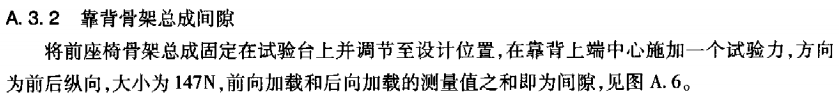 A.3.2 靠背骨架总成间隙
将前座椅骨架总成固定在试验台上并调节至设计位置,在靠背上端中心施加一个试验力,方向
为前后纵向,大小为147N,前向加载和后向加载的测量值之和即为间隙,见图A.6。